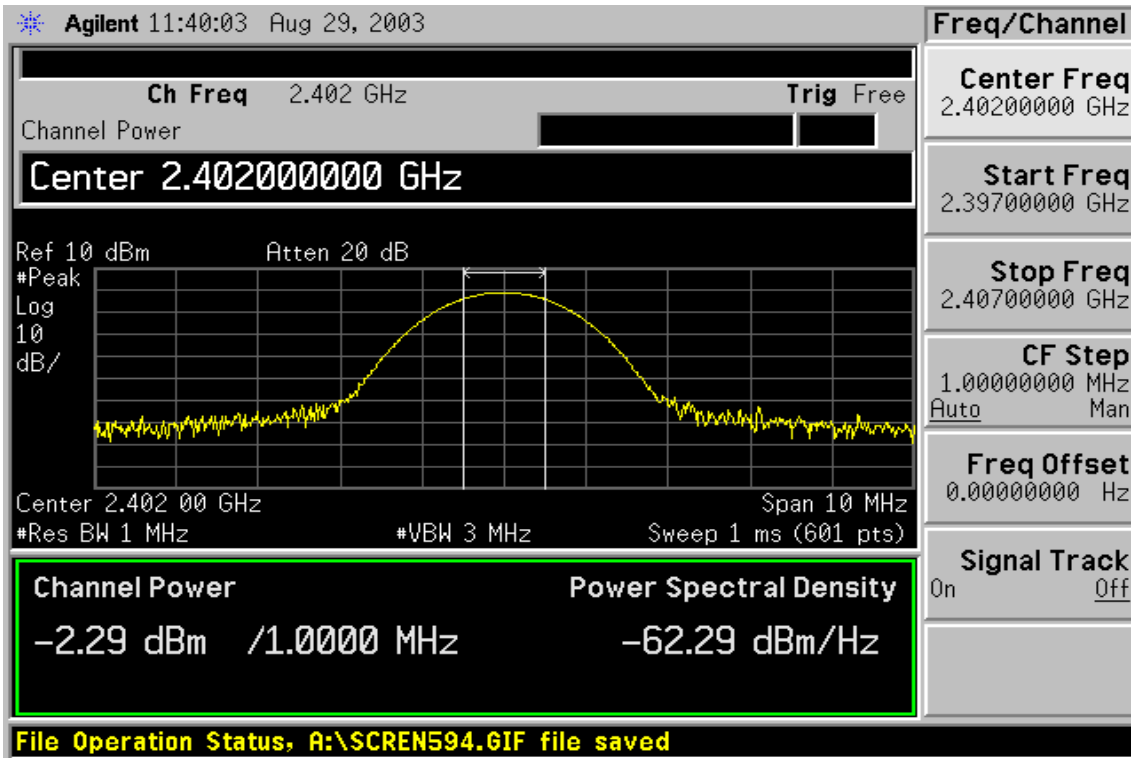 Agilent 11:40:03 Aug 29, 2003
Freq/Channel
Ch Freq 2.402 GHz Trig Free
Channel Power
Center 2.402000000 GHz
Ref 10 dBm Atten 20 dB
#Peak
Log
10
dB/
Center 2.402 00 GHz Span 10 MHz
#Res BW 1 MHz #VBW 3 MHz Sweep 1 ms (601 pts)
Channel Power Power Spectral Density
-2.29 dBm /1.0000 MHz -62.29 dBm/Hz
File Operation Status, A:\SCREN594.GIF file saved
Center Freq
2.40200000 GHz
Start Freq
2.39700000 GHz
Stop Freq
2.40700000 GHz
CF Step
1.00000000 MHz
Auto Man
Freq Offset
0.00000000 Hz
Signal Track
On Off